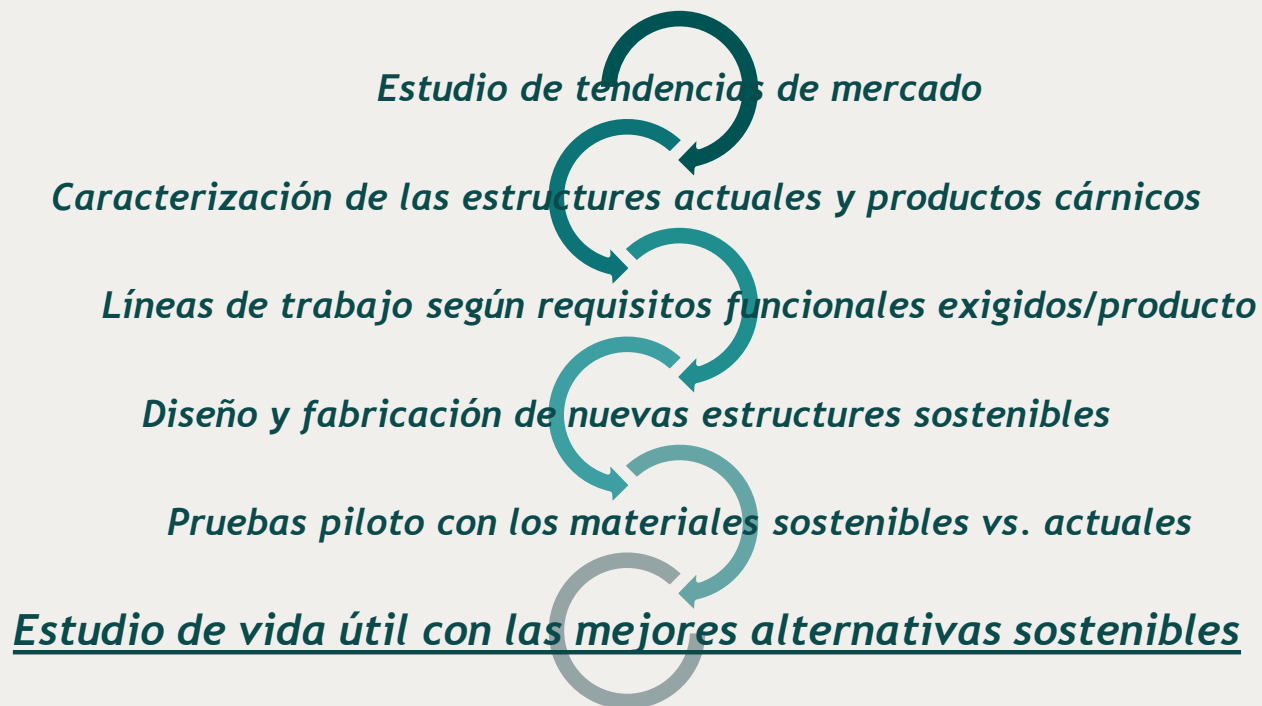 Estudio de tendencias de mercado
Caracterización de las estructures actuales y productos cárnicos
Líneas de trabajo según requisitos funcionales exigidos/producto
Diseño y fabricación de nuevas estructures sostenibles
Pruebas piloto con los materiales sostenibles vs. actuales
Estudio de vida útil con las mejores alternativas sostenibles